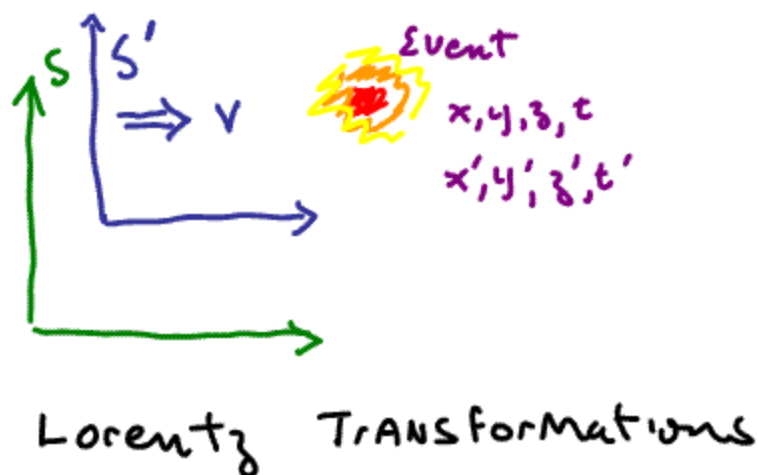 S
S'
V
Event
x,y,z,t
x',y',z',t'
Lorentz Transformations